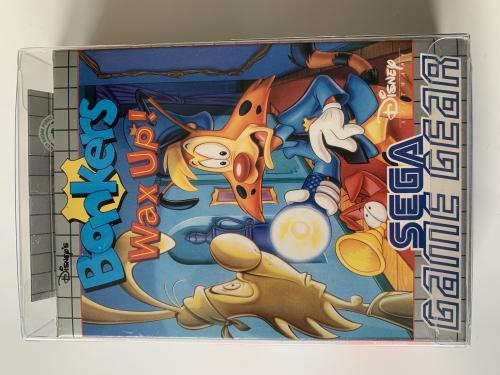 Disney's
Bonkers
Wax Up!
Disney
SEGA
GAME GEAR